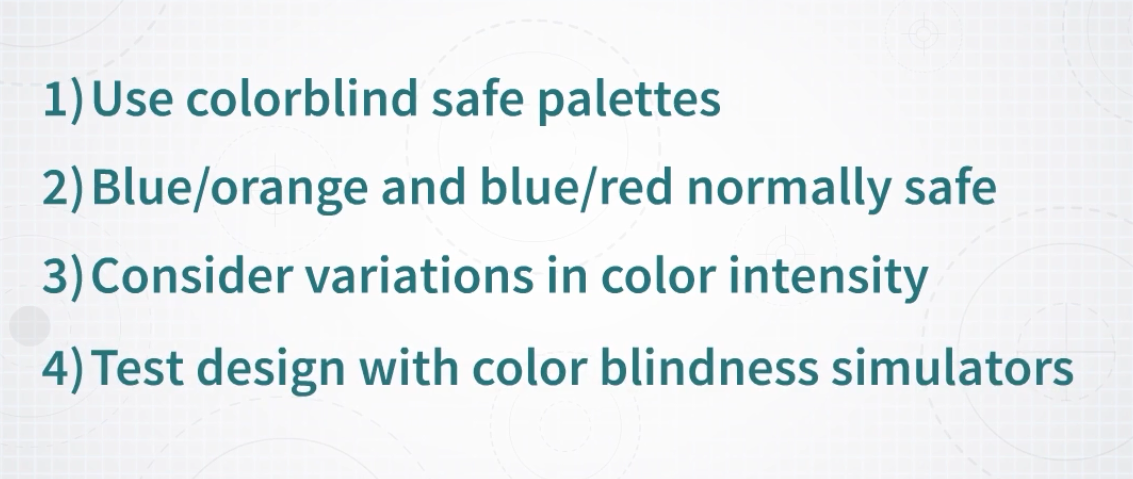 1) Use colorblind safe palettes
2) Blue/orange and blue/red normally safe
3) Consider variations in color intensity
4) Test design with color blindness simulators